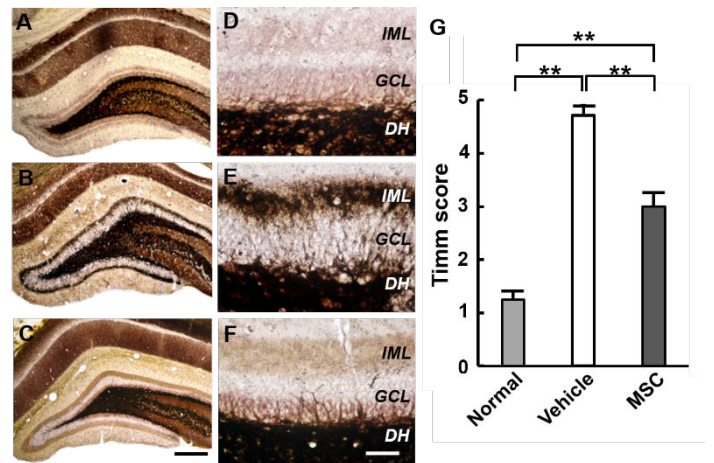 A
B
C
D
IML
GCL
DH
E
IML
GCL
DH
F
IML
GCL
DH
G
**
**
**
Timm score
5
4
3
2
1
0
Normal
Vehicle
MSC